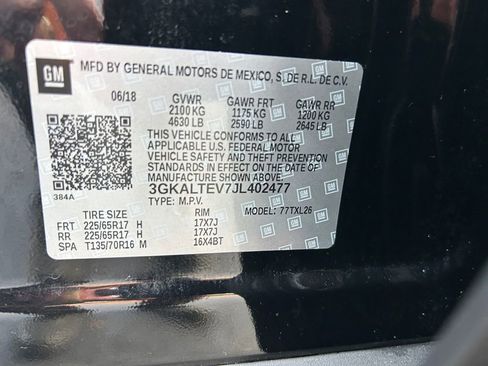 GM
MFD BY GENERAL MOTORS DE MEXICO, S. DE R.L. DE C.V.
06/18 GVWR GAWR FRT GAWR RR
2100 KG 1175 KG 1200 KG
4630 LB 2590 LB 2645 LB
THIS VEHICLE CONFORMS TO ALL
APPLICABLE U.S. FEDERAL MOTOR
VEHICLE SAFETY, BUMPER, AND THEFT
PREVENTION STANDARDS IN EFFECT ON
THE DATE OF MANUFACTURE SHOWN ABOVE.
3GKALTEV7JL402477
384A TYPE: M.P.V. MODEL: 77TXL26
TIRE SIZE RIM
FRT 225/65R17 H 17X7J
RR 225/65R17 H 17X7J
SPA T135/70R16 M 16X4BT